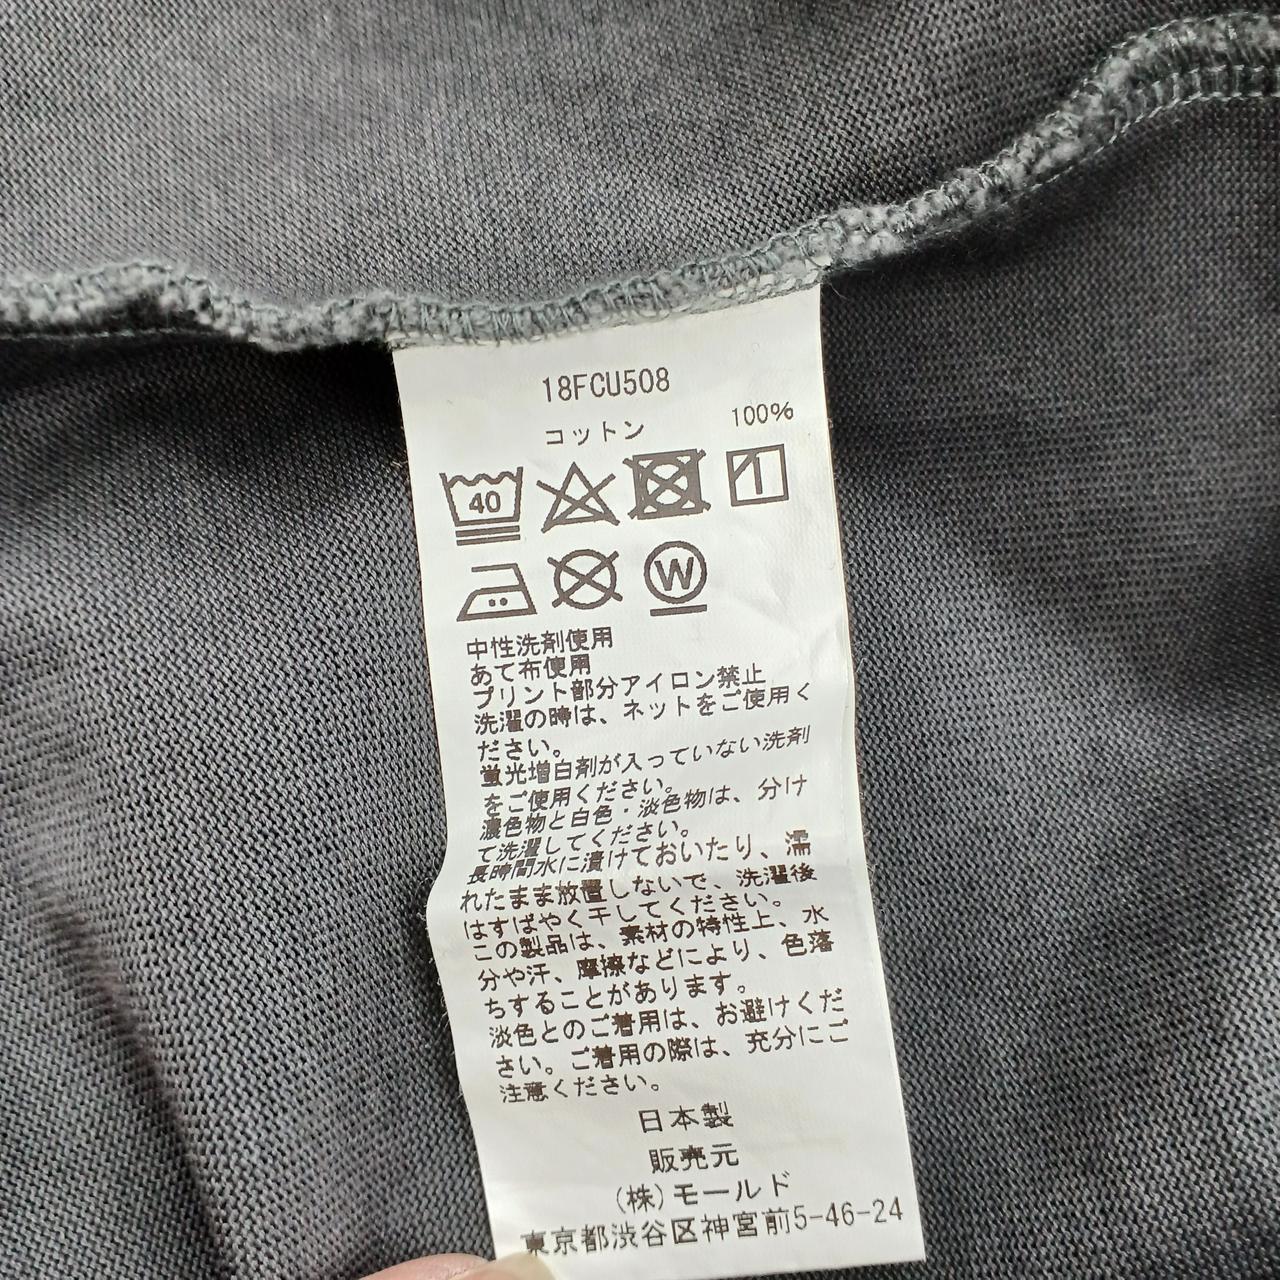 18FCU508
コットン 100%
40
W
中性洗剤使用
あて布使用
プリント部分アイロン禁止
洗濯の時は、ネットをご使用く
ださい。
蛍光増白剤が入っていない洗剤
をご使用ください。
濃色物と白色・淡色物は、分け
て洗濯してください。
長時間水に漬けておいたり、濡
れたまま放置しないで、洗濯後
はすばやく干してください。
この製品は、素材の特性上、水
分や汗、摩擦などにより、色落
ちすることがあります。
淡色とのご着用は、お避けくだ
さい。ご着用の際は、充分にご
注意ください。
日本製
販売元
(株)モールド
東京都渋谷区神宮前5-46-24